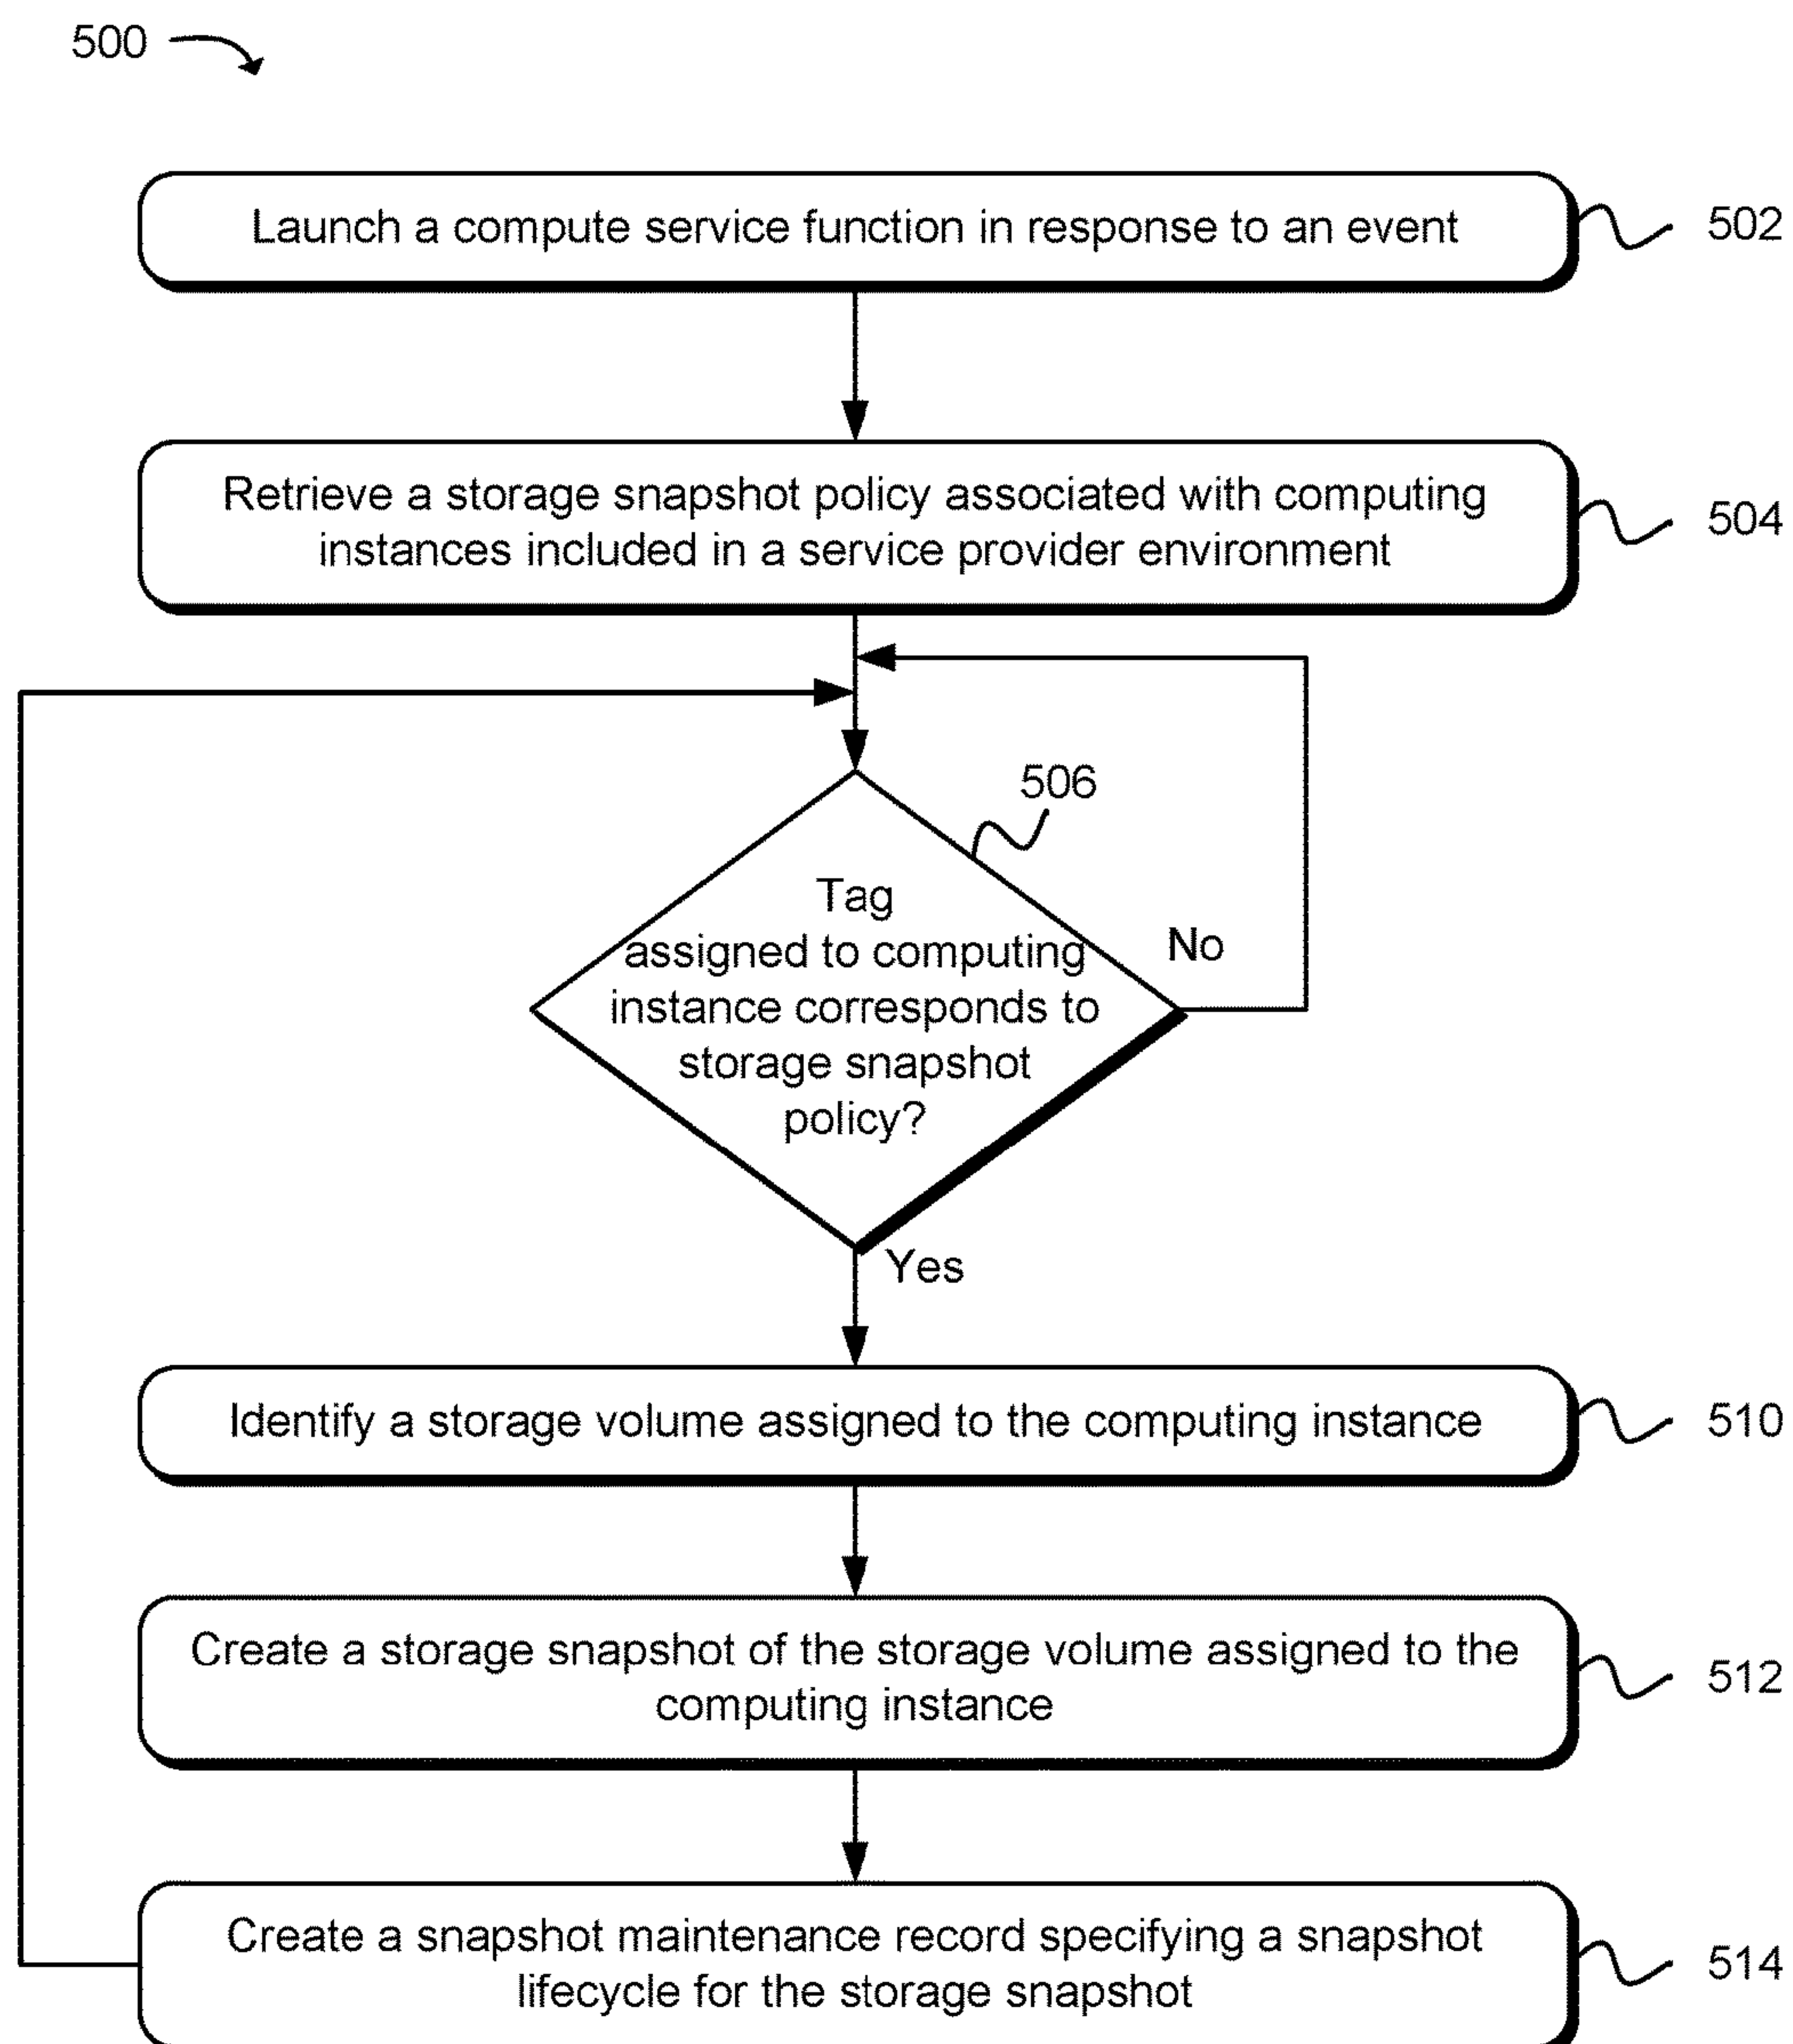 500
Launch a compute service function in response to an event
502
Retrieve a storage snapshot policy associated with computing
instances included in a service provider environment
504
506
Tag
assigned to computing
instance corresponds to
storage snapshot
policy?
No
Yes
Identify a storage volume assigned to the computing instance
510
Create a storage snapshot of the storage volume assigned to the
computing instance
512
Create a snapshot maintenance record specifying a snapshot
lifecycle for the storage snapshot
514